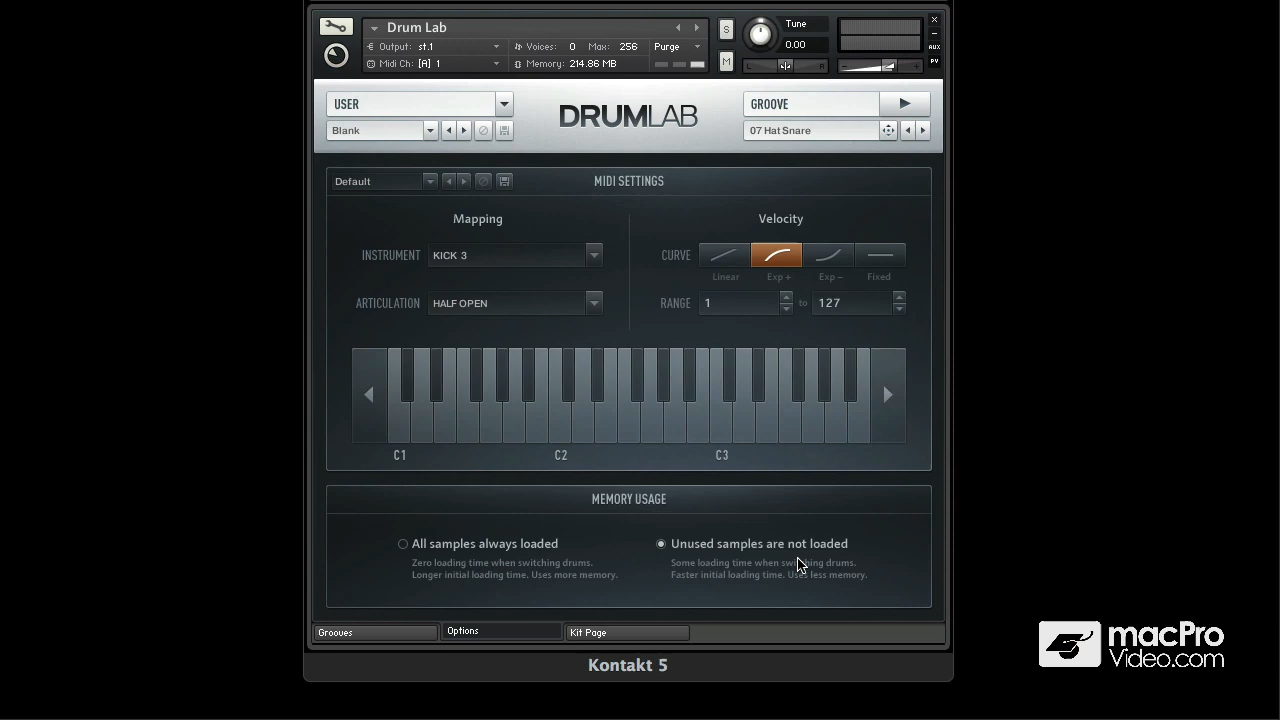 Drum Lab
Output: st.1
Voices: 0 Max: 256
Purge
Midi Ch: [A] 1
Memory: 214.86 MB
S
M
Tune
0.00
L
R
AUX
PV
USER
Blank
DRUMLAB
GROOVE
07 Hat Snare
Default
MIDI SETTINGS
Mapping
INSTRUMENT KICK 3
ARTICULATION HALF OPEN
Velocity
CURVE
Linear Exp + Exp – Fixed
RANGE 1 to 127
C1 C2 C3
MEMORY USAGE
All samples always loaded
Zero loading time when switching drums.
Longer initial loading time. Uses more memory.
Unused samples are not loaded
Some loading time when switching drums.
Faster initial loading time. Uses less memory.
Grooves
Options
Kit Page
Kontakt 5
macPro
Video.com